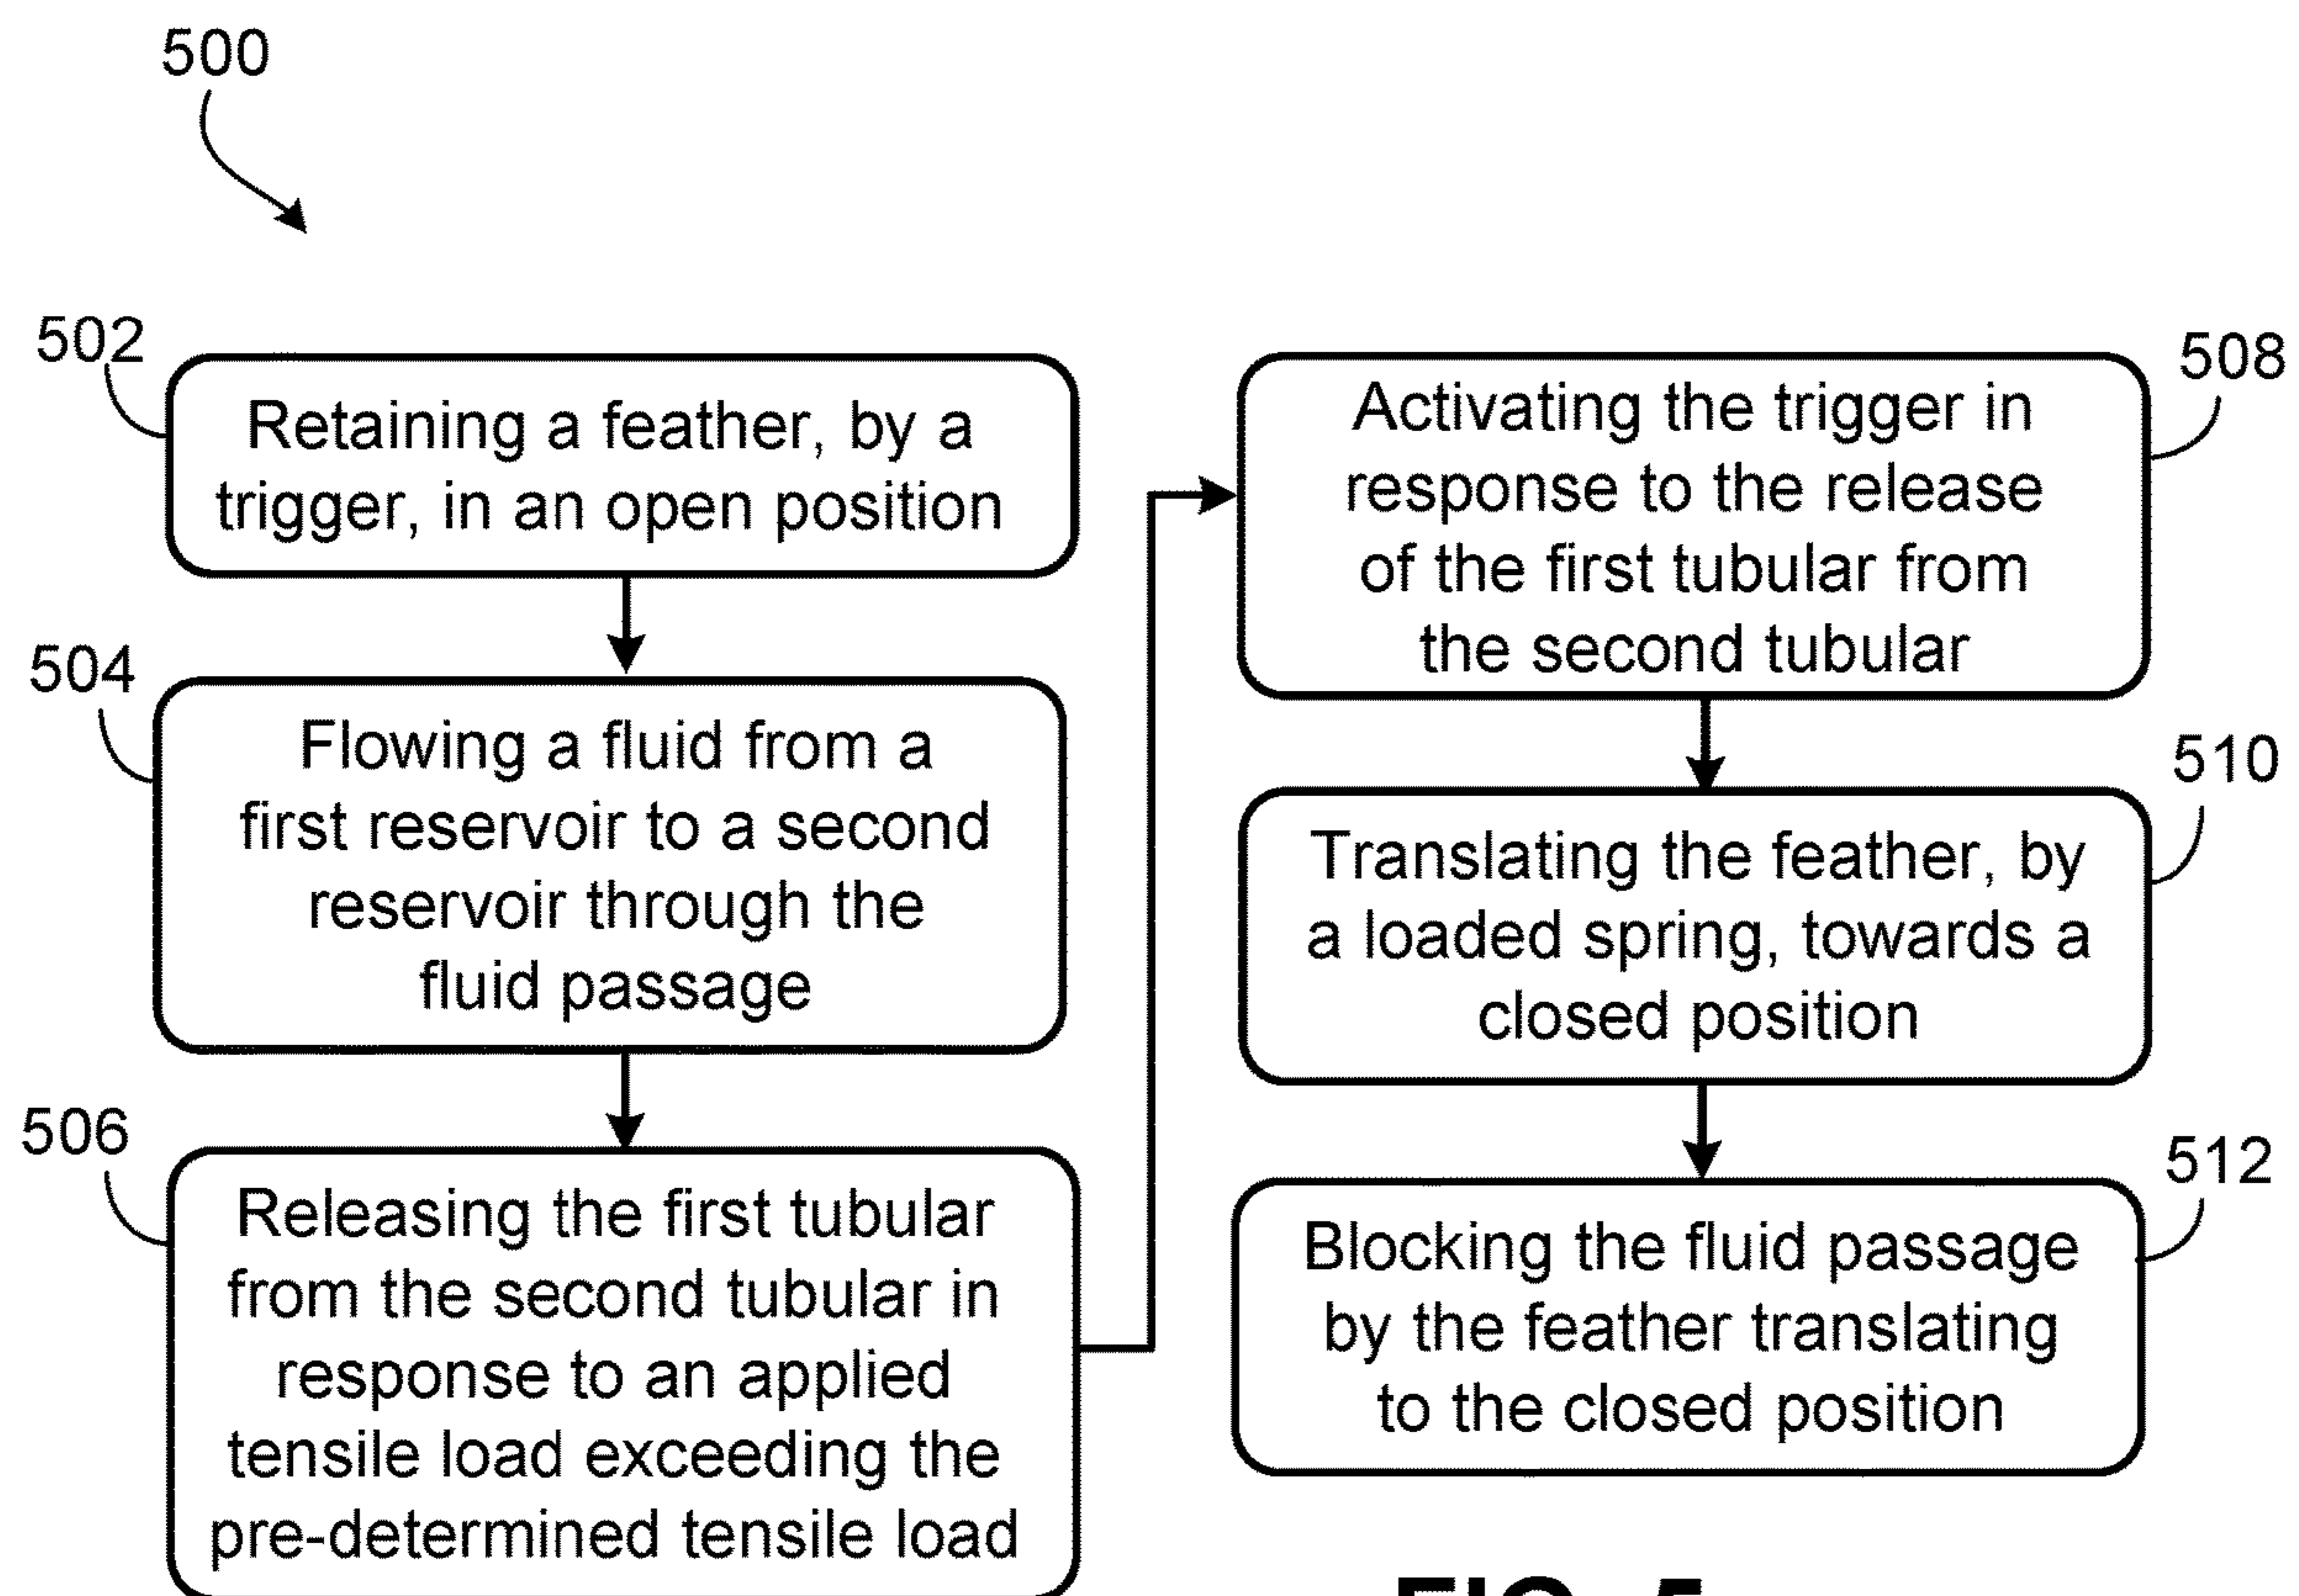 500
502
Retaining a feather, by a
trigger, in an open position
504
Flowing a fluid from a
first reservoir to a second
reservoir through the
fluid passage
506
Releasing the first tubular
from the second tubular in
response to an applied
tensile load exceeding the
pre-determined tensile load
508
Activating the trigger in
response to the release
of the first tubular from
the second tubular
510
Translating the feather, by
a loaded spring, towards a
closed position
512
Blocking the fluid passage
by the feather translating
to the closed position
FIG. 5